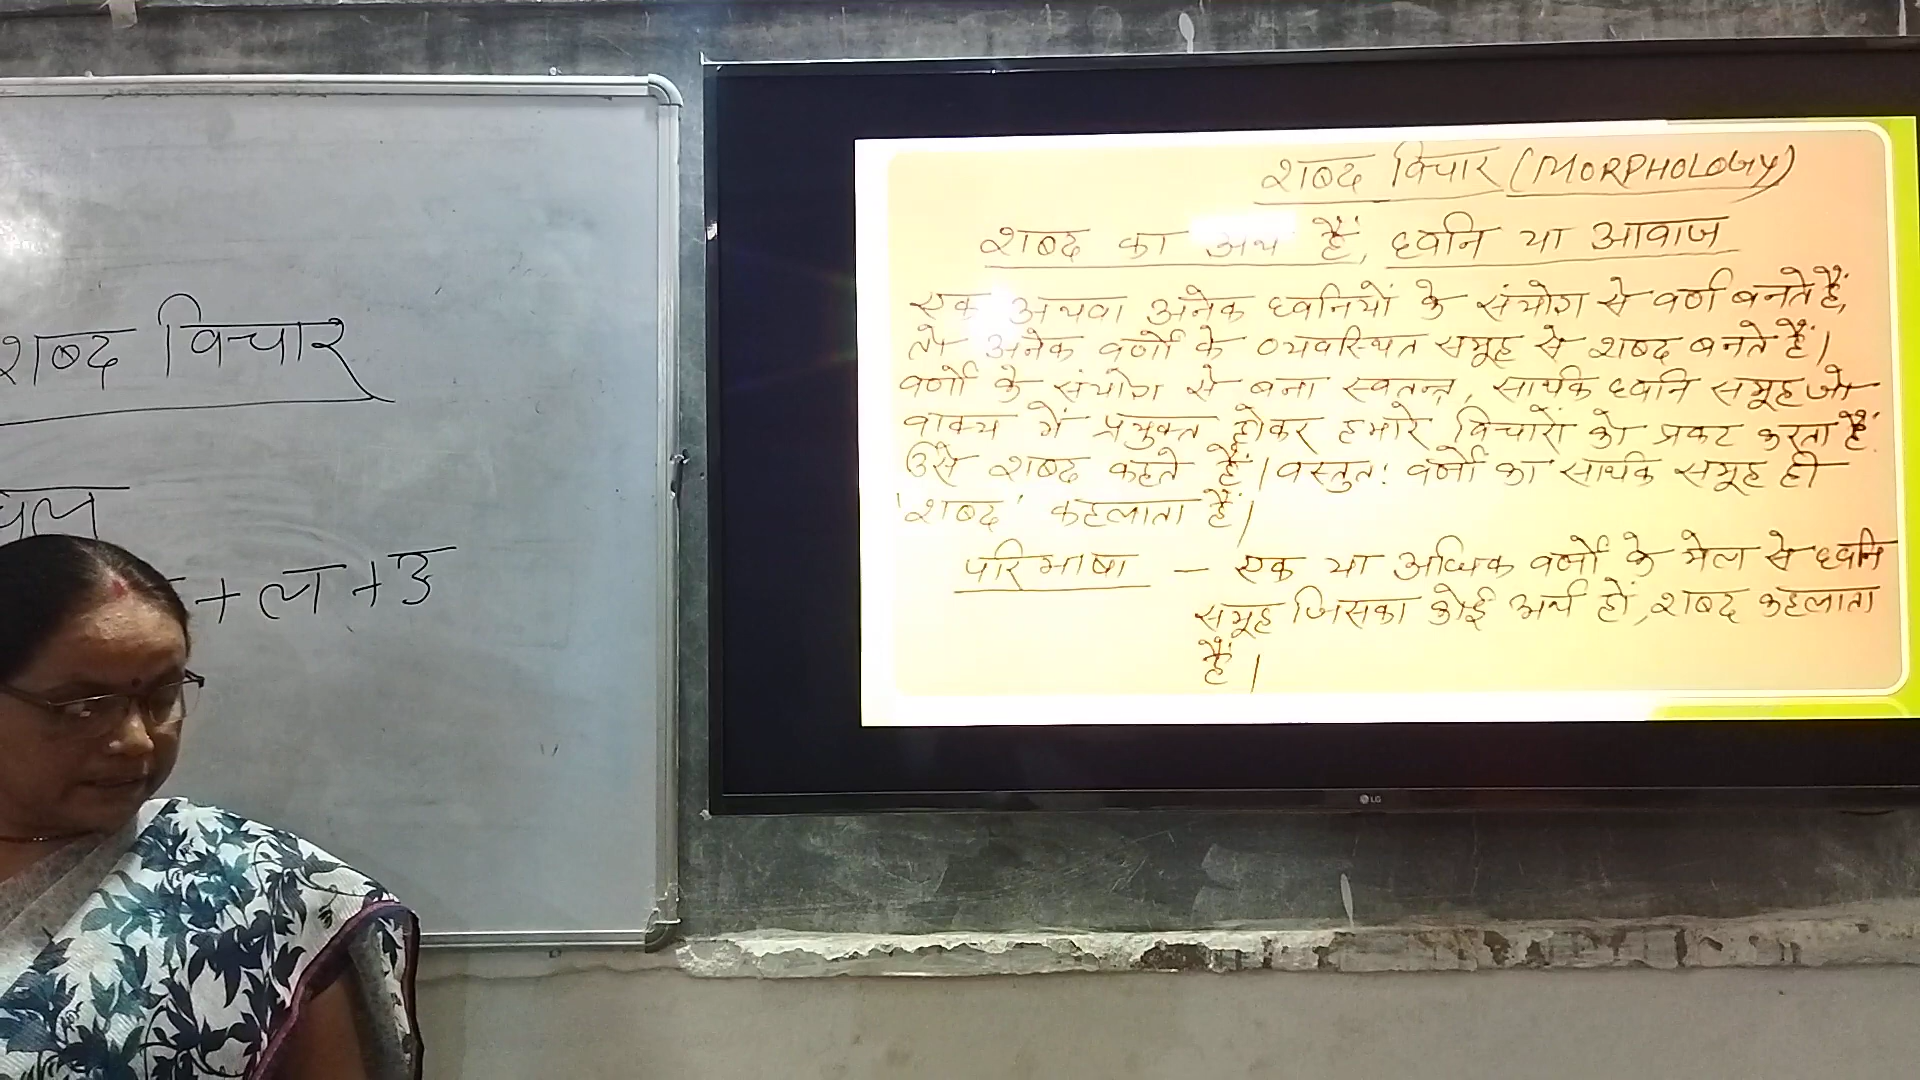 शब्द विचार
+ ल + उ
शब्द विचार (MORPHOLOGY)
शब्द का अर्थ हैं, ध्वनि या आवाज
एक अथवा अनेक ध्वनियों के संयोग से वर्ण बनते हैं,
तो अनेक वर्णों के व्यवस्थित समूह से शब्द बनते हैं।
वर्णों के संयोग से बना स्वतन्त्र, सार्थक ध्वनि समूह जो
वाक्य में प्रयुक्त होकर हमारे विचारों को प्रकट करता हैं
उसे शब्द कहते हैं। वस्तुत: वर्णों का सार्थक समूह ही
'शब्द' कहलाता हैं।
परिभाषा – एक या अधिक वर्णों के मेल से ध्वनि
समूह जिसका कोई अर्थ हों, शब्द कहलाता
हैं।
LG